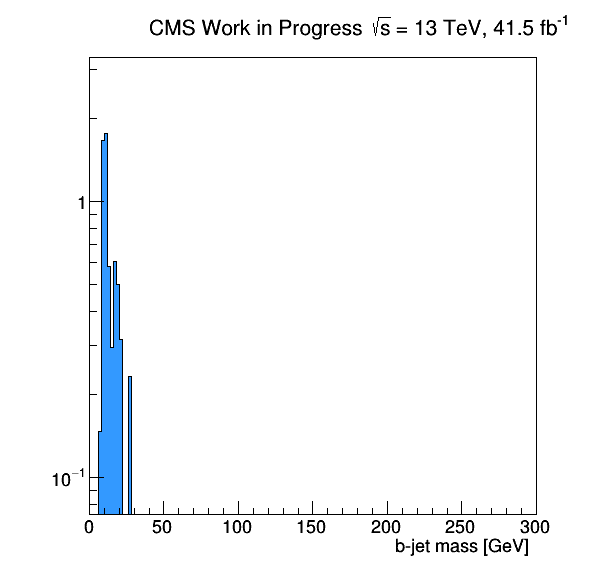 CMS Work in Progress √s = 13 TeV, 41.5 fb⁻¹
1
10⁻¹
0 50 100 150 200 250 300
b-jet mass [GeV]